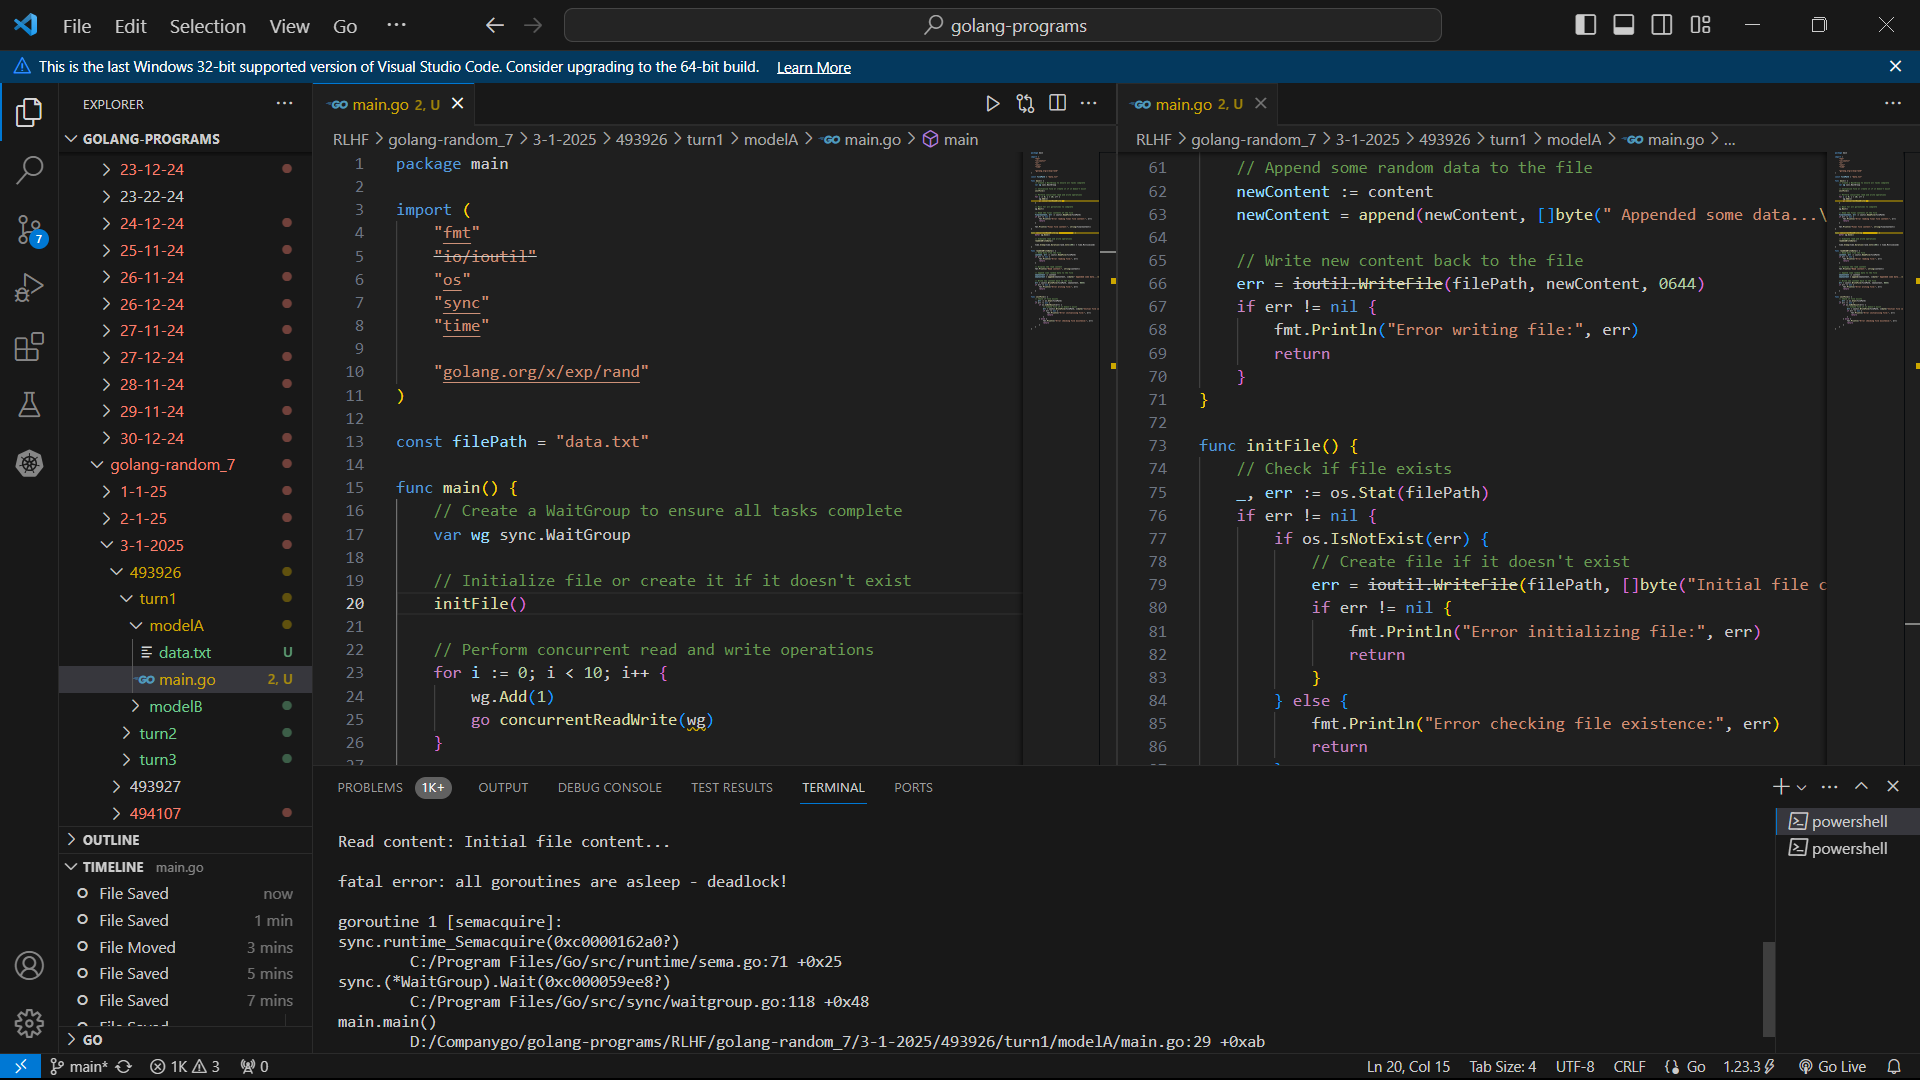 File Edit Selection View Go ··· golang-programs
This is the last Windows 32-bit supported version of Visual Studio Code. Consider upgrading to the 64-bit build. Learn More
EXPLORER
GOLANG-PROGRAMS
23-12-24
23-22-24
24-12-24
25-11-24
26-11-24
26-12-24
27-11-24
27-12-24
28-11-24
29-11-24
30-12-24
golang-random_7
1-1-25
2-1-25
3-1-2025
493926
turn1
modelA
data.txt U
main.go 2, U
modelB
turn2
turn3
493927
494107
OUTLINE
TIMELINE main.go
File Saved now
File Saved 1 min
File Moved 3 mins
File Saved 5 mins
File Saved 7 mins
GO
7
main.go 2, U
RLHF > golang-random_7 > 3-1-2025 > 493926 > turn1 > modelA > main.go > main
1 package main
2
3 import (
4 "fmt"
5 "io/ioutil"
6 "os"
7 "sync"
8 "time"
9
10 "golang.org/x/exp/rand"
11 )
12
13 const filePath = "data.txt"
14
15 func main() {
16 // Create a WaitGroup to ensure all tasks complete
17 var wg sync.WaitGroup
18
19 // Initialize file or create it if it doesn't exist
20 initFile()
21
22 // Perform concurrent read and write operations
23 for i := 0; i < 10; i++ {
24 wg.Add(1)
25 go concurrentReadWrite(wg)
26 }
main.go 2, U
RLHF > golang-random_7 > 3-1-2025 > 493926 > turn1 > modelA > main.go > ...
61 // Append some random data to the file
62 newContent := content
63 newContent = append(newContent, []byte(" Appended some data...\
64
65 // Write new content back to the file
66 err = ioutil.WriteFile(filePath, newContent, 0644)
67 if err != nil {
68 fmt.Println("Error writing file:", err)
69 return
70 }
71 }
72
73 func initFile() {
74 // Check if file exists
75 _, err := os.Stat(filePath)
76 if err != nil {
77 if os.IsNotExist(err) {
78 // Create file if it doesn't exist
79 err = ioutil.WriteFile(filePath, []byte("Initial file c
80 if err != nil {
81 fmt.Println("Error initializing file:", err)
82 return
83 }
84 } else {
85 fmt.Println("Error checking file existence:", err)
86 return
PROBLEMS 1K+ OUTPUT DEBUG CONSOLE TEST RESULTS TERMINAL PORTS
Read content: Initial file content...
fatal error: all goroutines are asleep - deadlock!
goroutine 1 [semacquire]:
sync.runtime_Semacquire(0xc0000162a0?)
C:/Program Files/Go/src/runtime/sema.go:71 +0x25
sync.(*WaitGroup).Wait(0xc000059ee8?)
C:/Program Files/Go/src/sync/waitgroup.go:118 +0x48
main.main()
D:/Companygo/golang-programs/RLHF/golang-random_7/3-1-2025/493926/turn1/modelA/main.go:29 +0xab
powershell
powershell
main* 1K 3 0 Ln 20, Col 15 Tab Size: 4 UTF-8 CRLF Go 1.23.3 Go Live